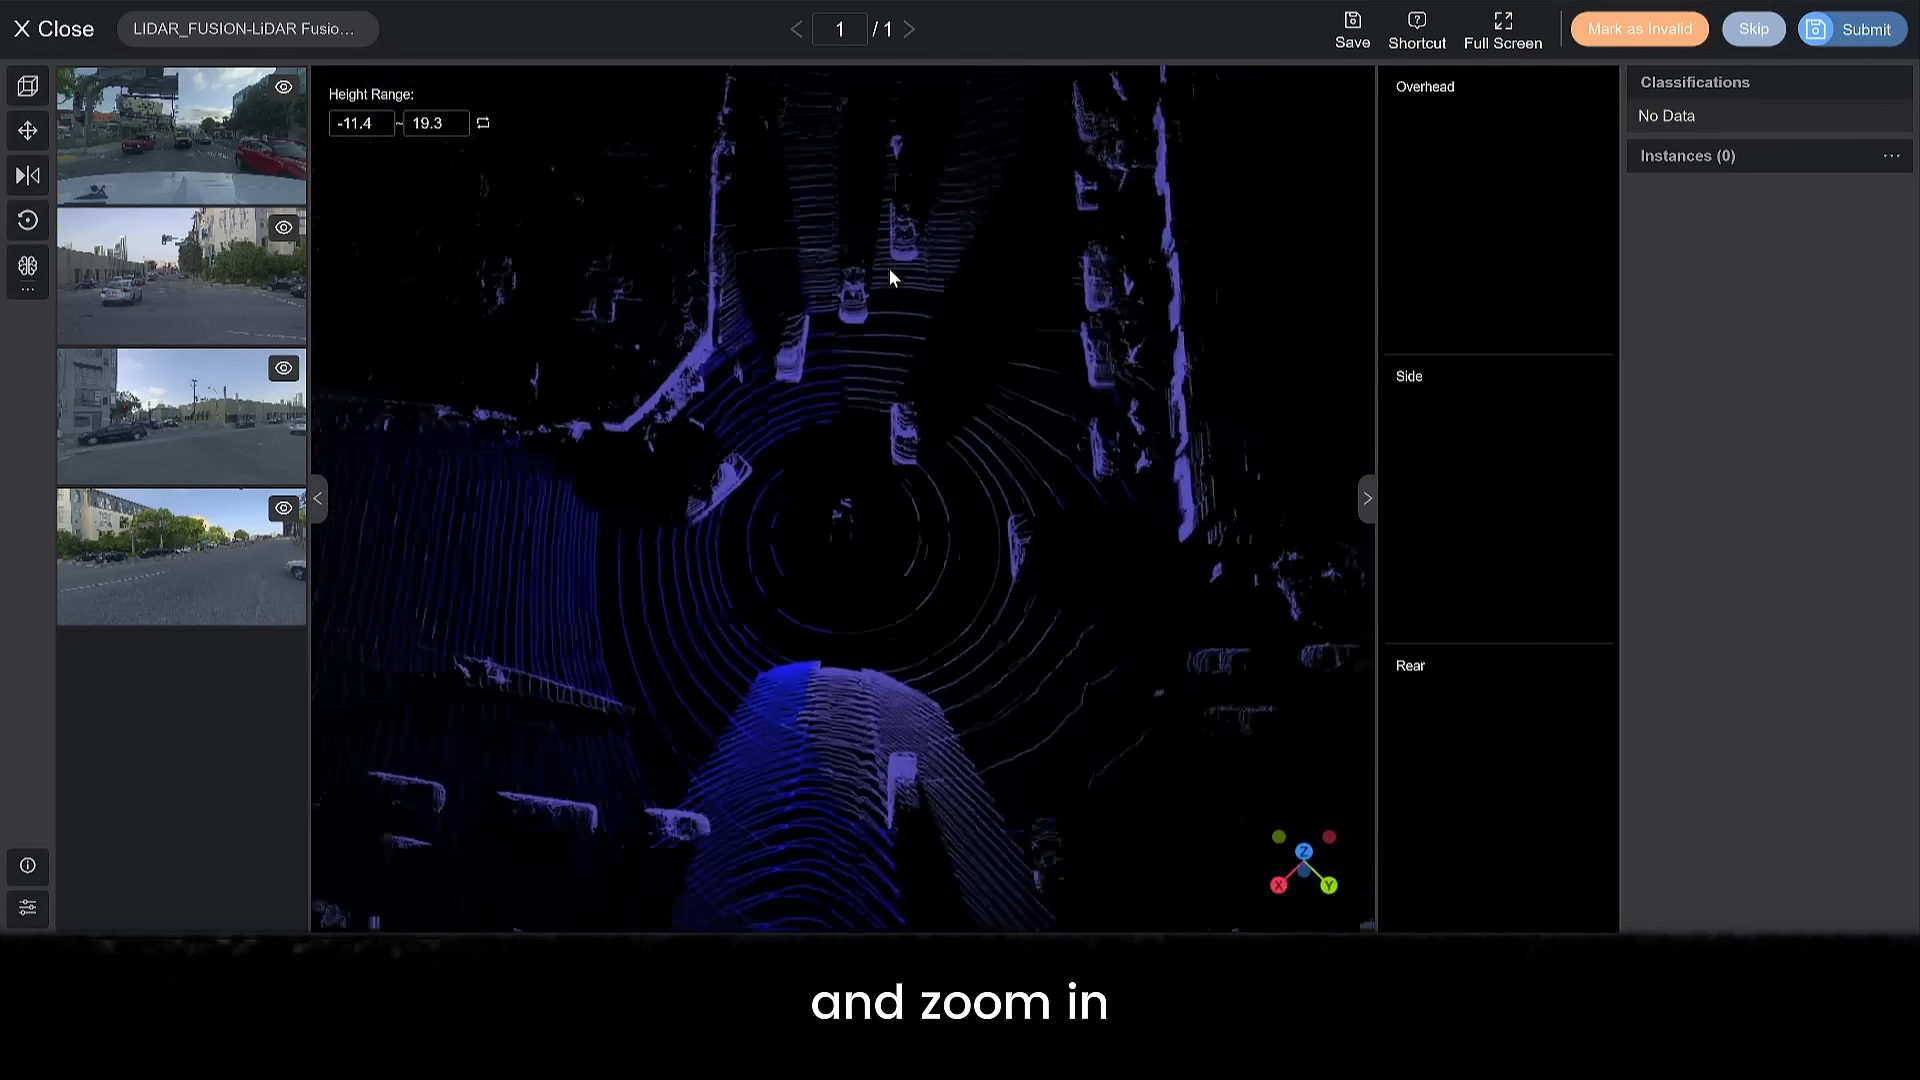 Close
LIDAR_FUSION-LiDAR Fusio...
1 / 1
Save
Shortcut
Full Screen
Mark as Invalid
Skip
Submit
Height Range:
-11.4 ~ 19.3
Overhead
Side
Rear
Classifications
No Data
Instances (0)
Z
X
Y
and zoom in